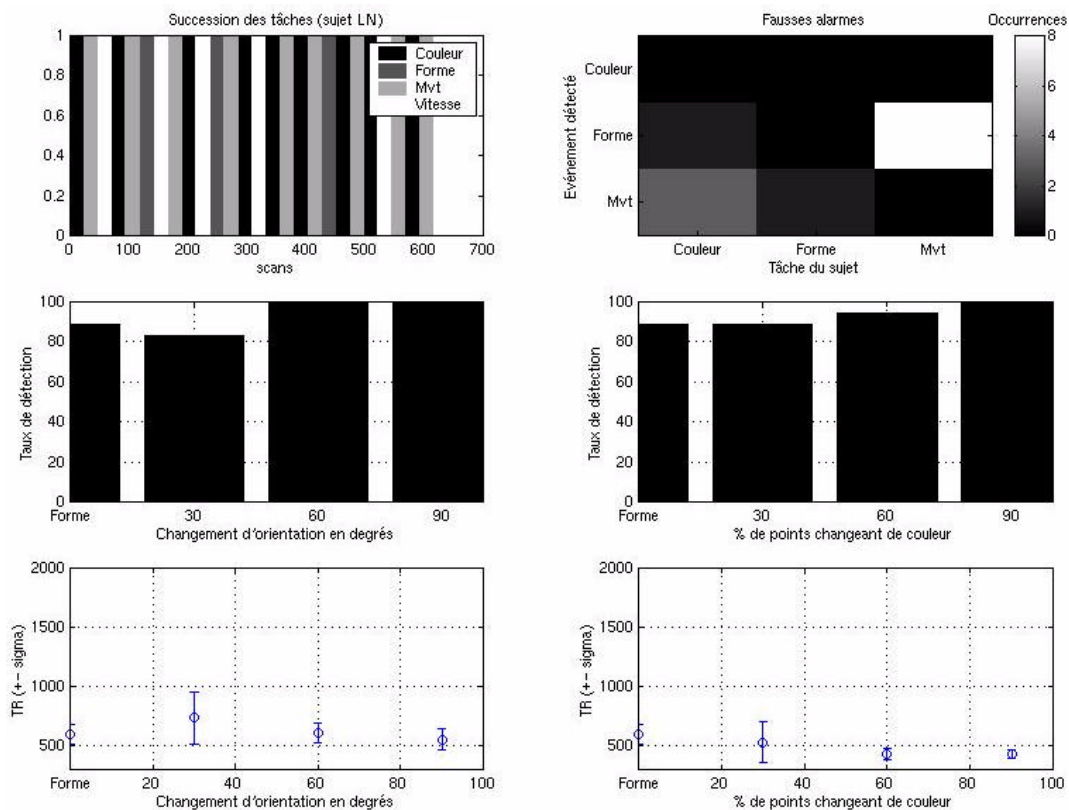 Succession des tâches (sujet LN)
1
0.8
0.6
0.4
0.2
0
Couleur
Forme
Mvt
Vitesse
0 100 200 300 400 500 600 700
scans
Fausses alarmes
Occurrences
Evénement détecté
Couleur
Forme
Mvt
Couleur Forme Mvt
Tâche du sujet
8
6
4
2
0
Taux de détection
100
80
60
40
20
0
Forme 30 60 90
Changement d'orientation en degrés
Taux de détection
100
80
60
40
20
0
Forme 30 60 90
% de points changeant de couleur
TR (+- sigma)
2000
1500
1000
500
Forme 20 40 60 80 100
Changement d'orientation en degrés
TR (+- sigma)
2000
1500
1000
500
Forme 20 40 60 80 100
% de points changeant de couleur